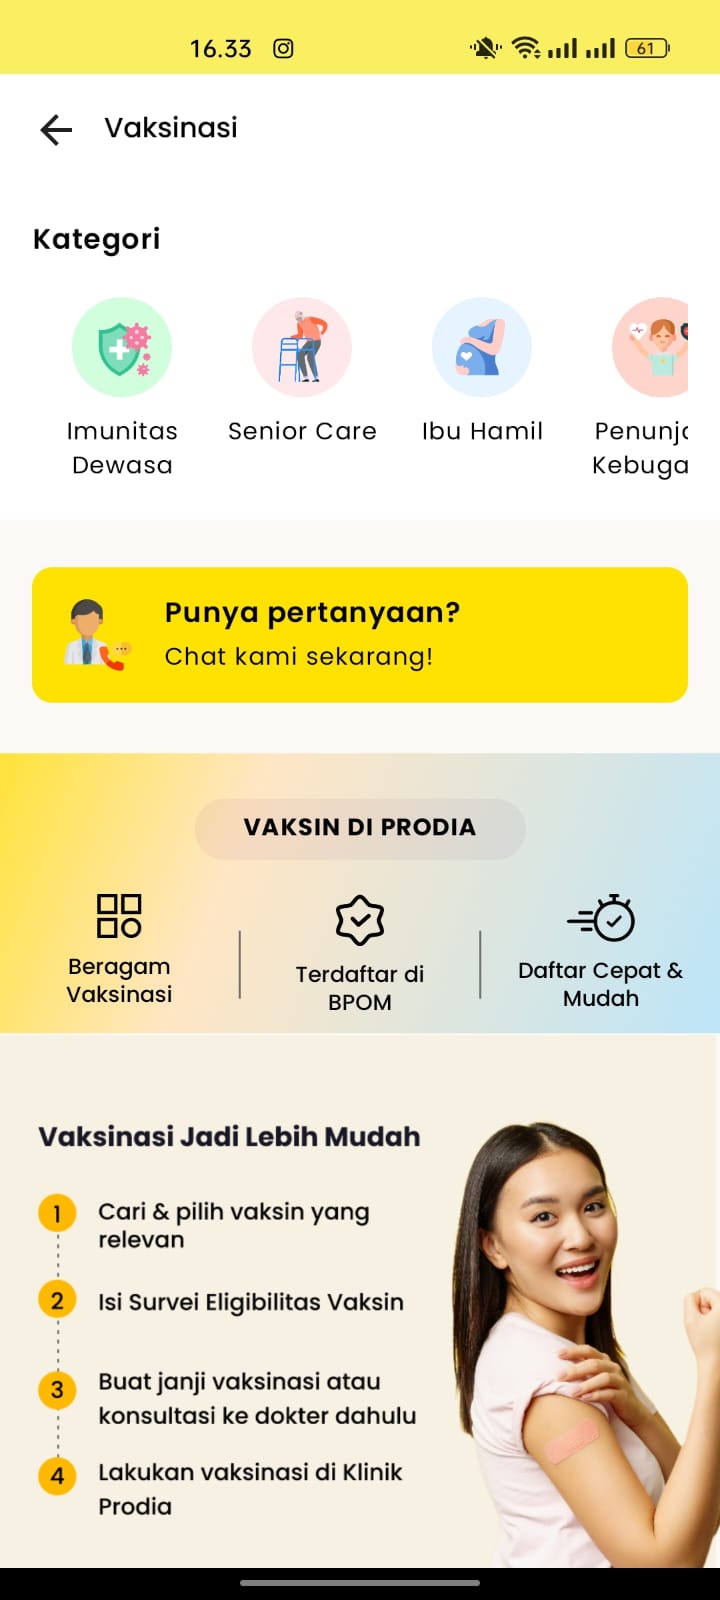 16.33
61
Vaksinasi
Kategori
Imunitas
Dewasa
Senior Care
Ibu Hamil
Penunj
Kebuga
Punya pertanyaan?
Chat kami sekarang!
VAKSIN DI PRODIA
Beragam
Vaksinasi
Terdaftar di
BPOM
Daftar Cepat &
Mudah
Vaksinasi Jadi Lebih Mudah
1
Cari & pilih vaksin yang
relevan
2
Isi Survei Eligibilitas Vaksin
3
Buat janji vaksinasi atau
konsultasi ke dokter dahulu
4
Lakukan vaksinasi di Klinik
Prodia